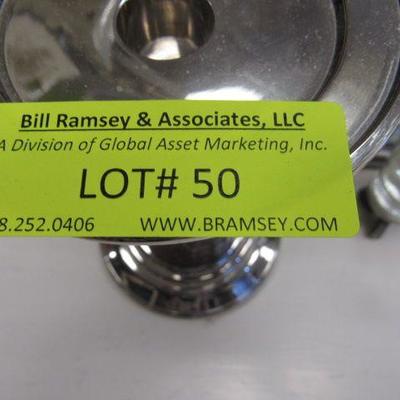 Bill Ramsey & Associates, LLC
A Division of Global Asset Marketing, Inc.
LOT# 50
8.252.0406 WWW.BRAMSEY.COM